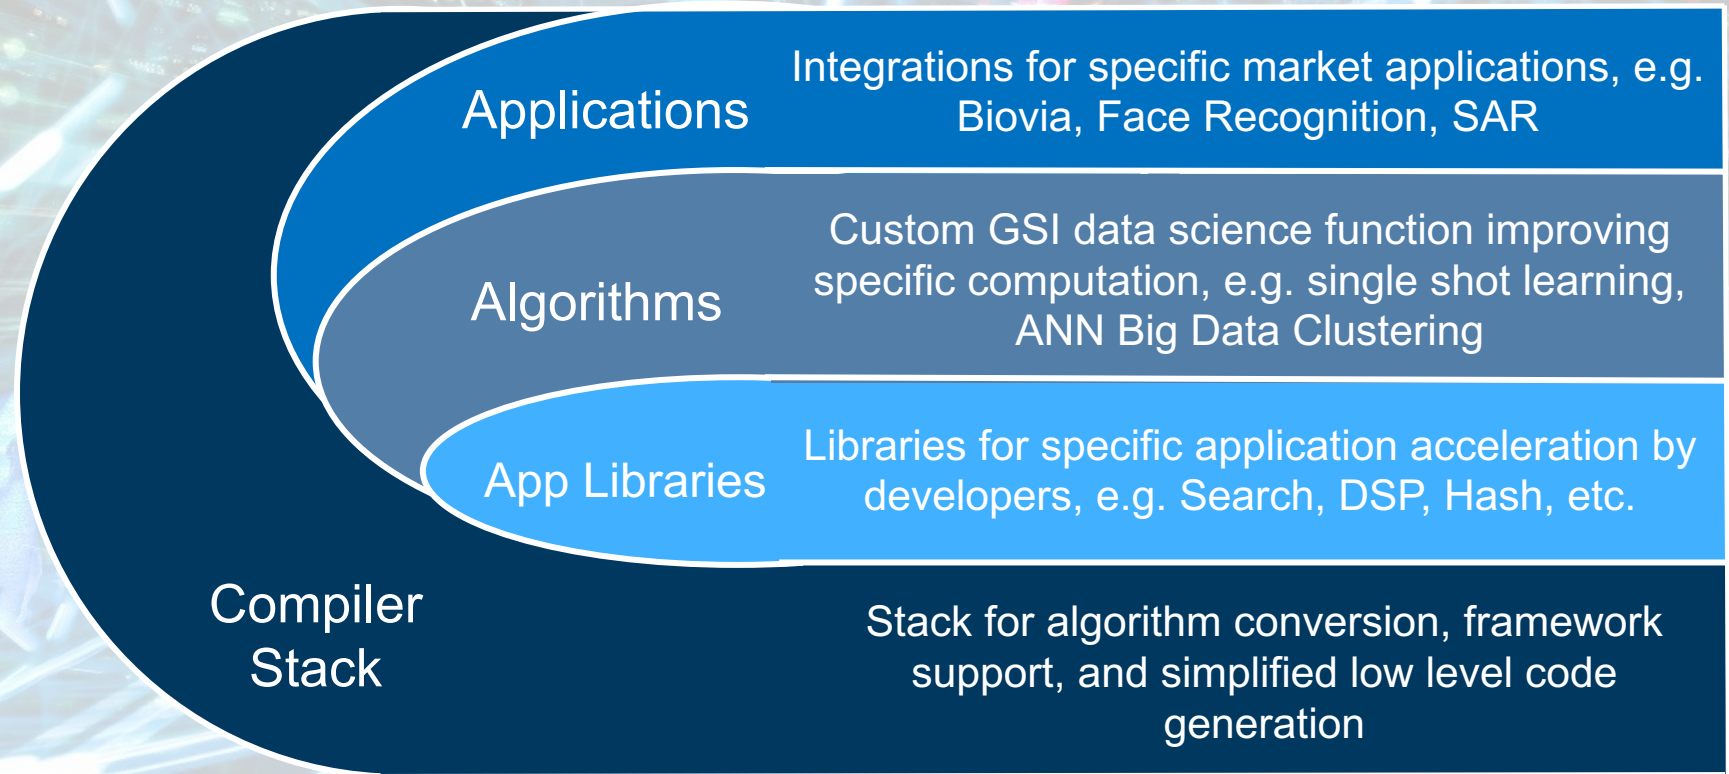 Applications
Integrations for specific market applications, e.g.
Biovia, Face Recognition, SAR
Algorithms
Custom GSI data science function improving
specific computation, e.g. single shot learning,
ANN Big Data Clustering
App Libraries
Libraries for specific application acceleration by
developers, e.g. Search, DSP, Hash, etc.
Compiler
Stack
Stack for algorithm conversion, framework
support, and simplified low level code
generation